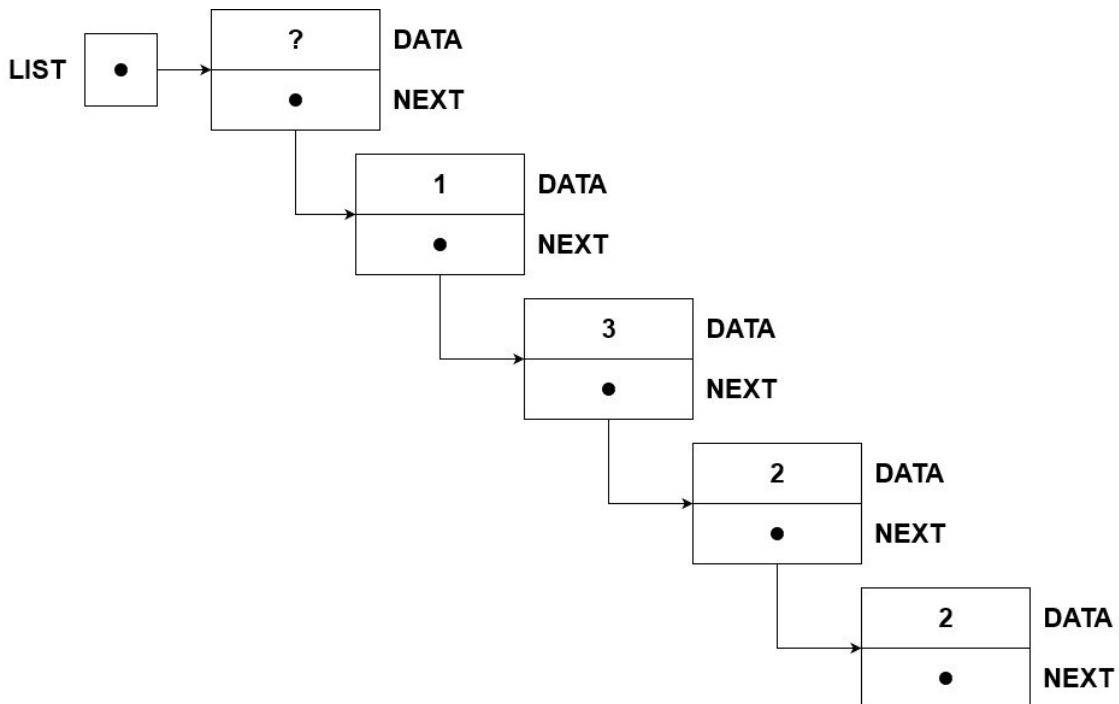 ? DATA
LIST
NEXT
1 DATA
NEXT
3 DATA
NEXT
2 DATA
NEXT
2 DATA
NEXT